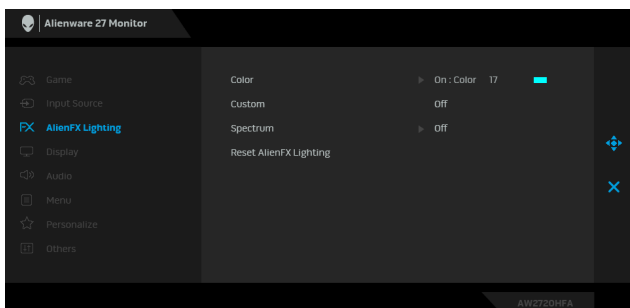 Alienware 27 Monitor
Game
Input Source
FX AlienFX Lighting
Display
Audio
Menu
Personalize
Others
Color On : Color 17
Custom Off
Spectrum Off
Reset AlienFX Lighting
AW2720HFA